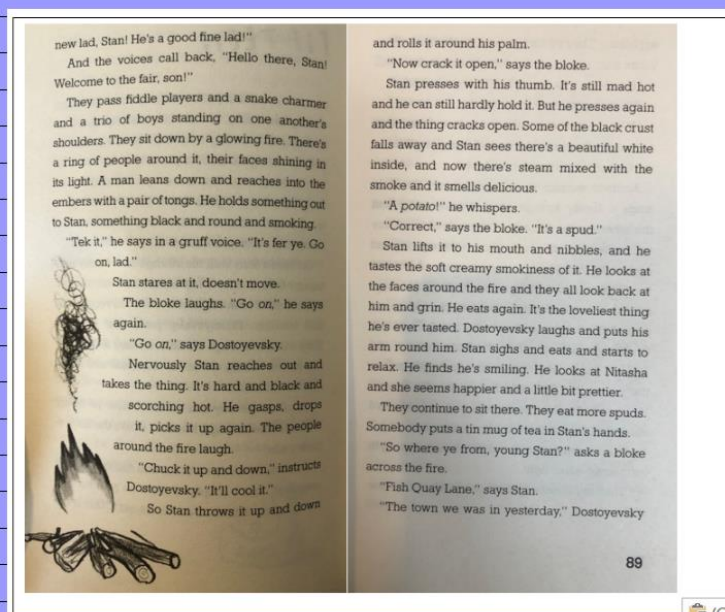 new lad, Stan! He's a good fine lad!"
And the voices call back, "Hello there, Stan!
Welcome to the fair, son!"
They pass fiddle players and a snake charmer
and a trio of boys standing on one another's
shoulders. They sit down by a glowing fire. There's
a ring of people around it, their faces shining in
its light. A man leans down and reaches into the
embers with a pair of tongs. He holds something out
to Stan, something black and round and smoking.
"Tek it," he says in a gruff voice. "It's fer ye. Go
on, lad."
Stan stares at it, doesn't move.
The bloke laughs. "Go on," he says
again.
"Go on," says Dostoyevsky.
Nervously Stan reaches out and
takes the thing. It's hard and black and
scorching hot. He gasps, drops
it, picks it up again. The people
around the fire laugh.
"Chuck it up and down," instructs
Dostoyevsky. "It'll cool it."
So Stan throws it up and down
and rolls it around his palm.
"Now crack it open," says the bloke.
Stan presses with his thumb. It's still mad hot
and he can still hardly hold it. But he presses again
and the thing cracks open. Some of the black crust
falls away and Stan sees there's a beautiful white
inside, and now there's steam mixed with the
smoke and it smells delicious.
"A potato!" he whispers.
"Correct," says the bloke. "It's a spud."
Stan lifts it to his mouth and nibbles, and he
tastes the soft creamy smokiness of it. He looks at
the faces around the fire and they all look back at
him and grin. He eats again. It's the loveliest thing
he's ever tasted. Dostoyevsky laughs and puts his
arm round him. Stan sighs and eats and starts to
relax. He finds he's smiling. He looks at Nitasha
and she seems happier and a little bit prettier.
They continue to sit there. They eat more spuds.
Somebody puts a tin mug of tea in Stan's hands.
"So where ye from, young Stan?" asks a bloke
across the fire.
"Fish Quay Lane," says Stan.
"The town we was in yesterday," Dostoyevsky
89